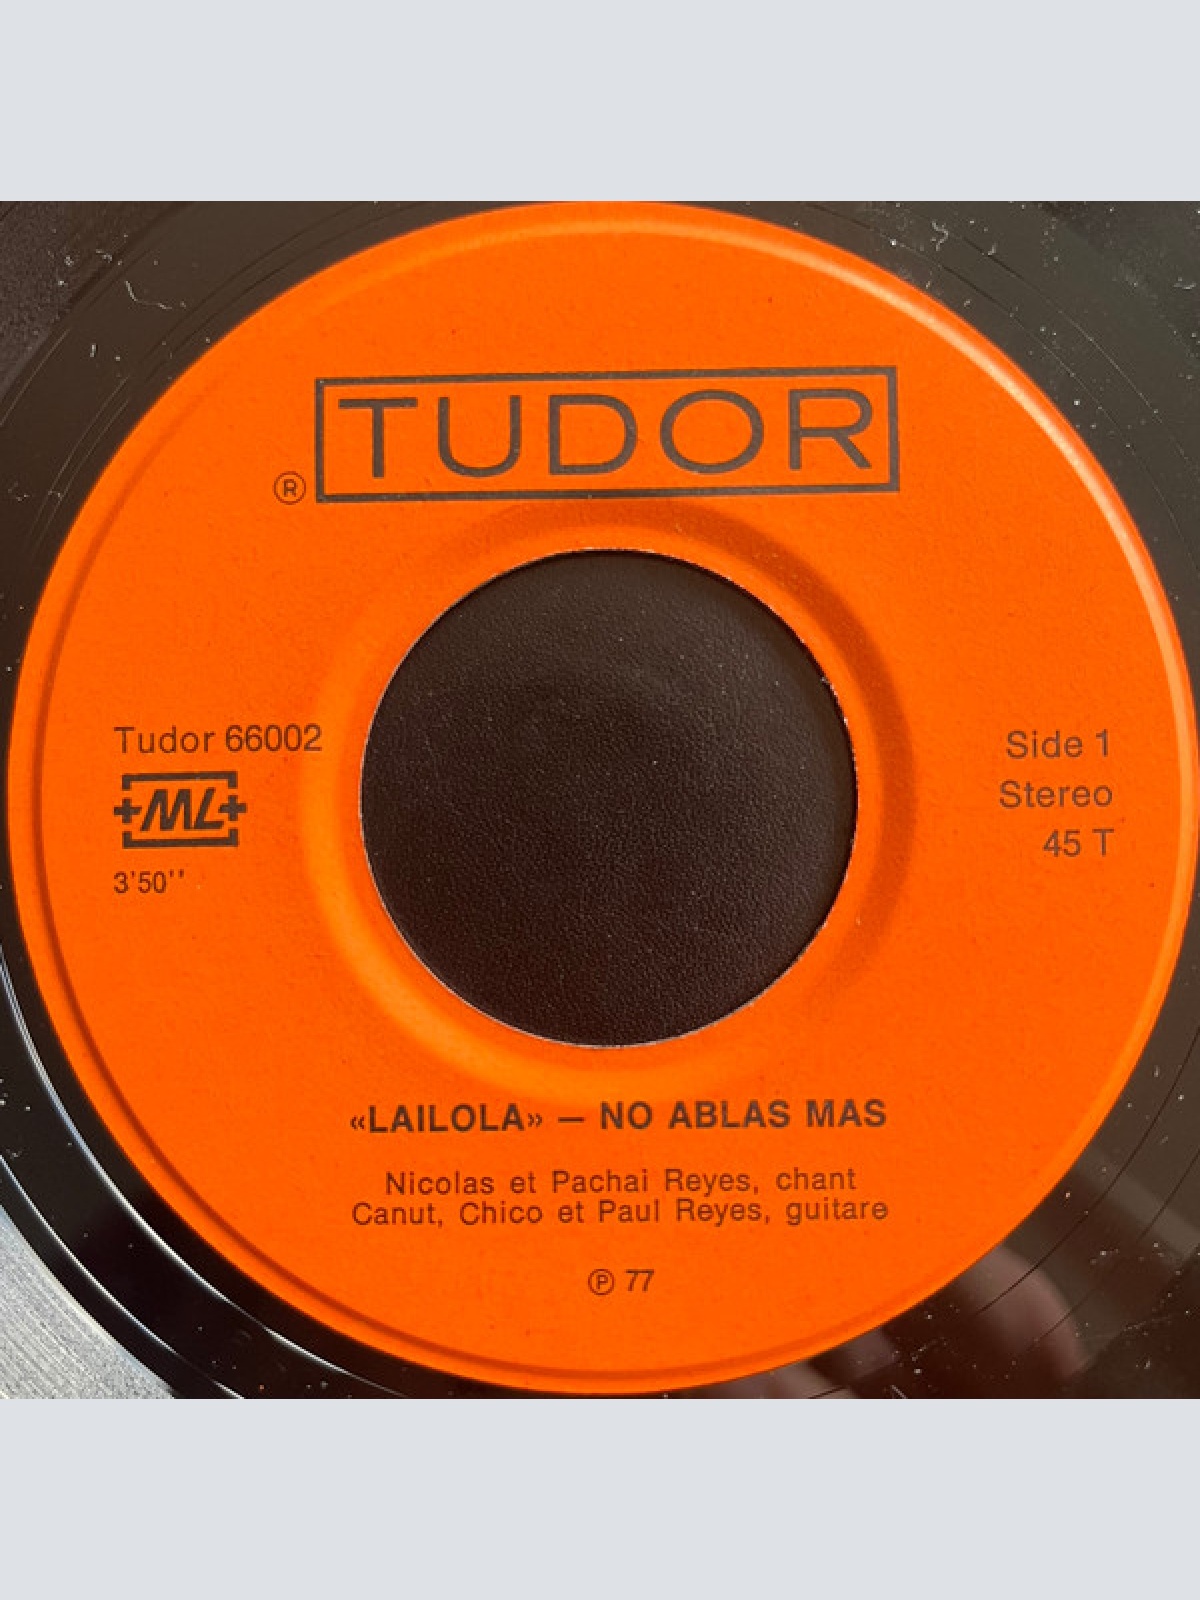 TUDOR
®
Tudor 66002
+ML+
3'50''
Side 1
Stereo
45 T
«LAILOLA» — NO ABLAS MAS
Nicolas et Pachai Reyes, chant
Canut, Chico et Paul Reyes, guitare
℗ 77